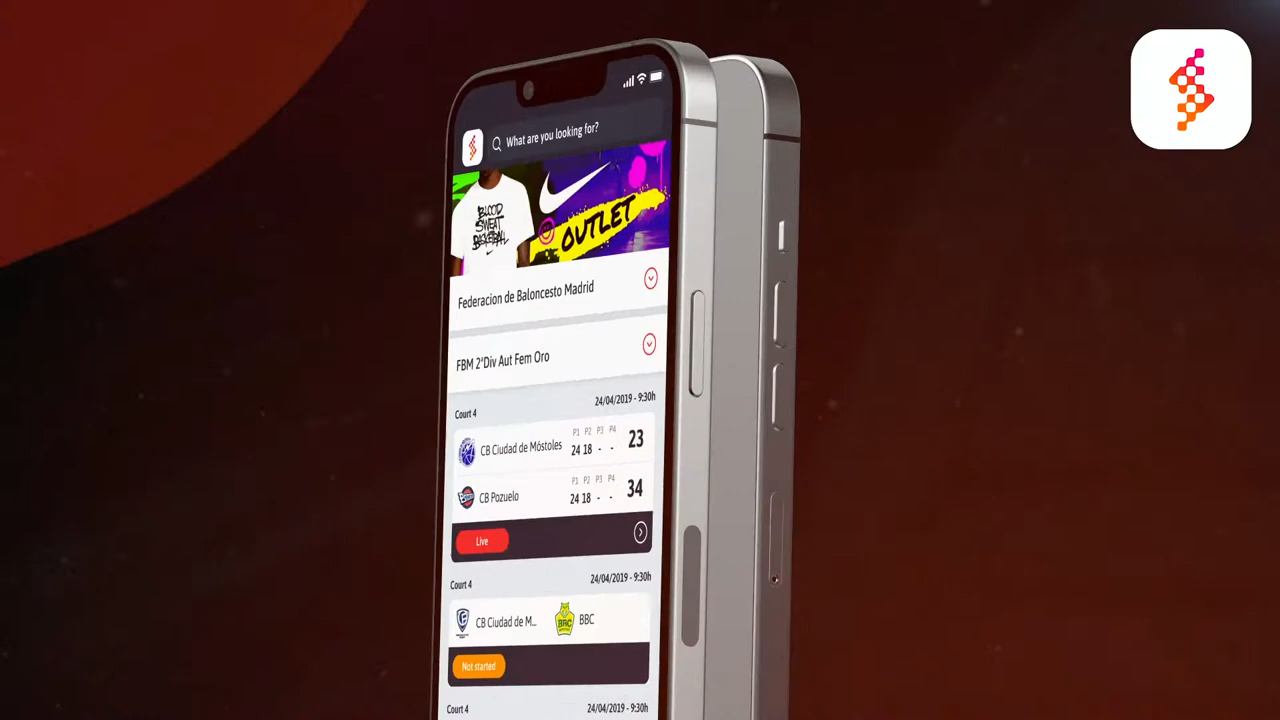 What are you looking for?
BLOOD
SWEAT
BASKETBALL
OUTLET
Federacion de Baloncesto Madrid
FBM 2ªDiv Aut Fem Oro
Court 4
24/04/2019 - 9:30h
CB Ciudad de Móstoles
P1 P2 P3 P4
24 18 - -
23
CB Pozuelo
P1 P2 P3 P4
24 18 - -
34
Live
Court 4
24/04/2019 - 9:30h
CB Ciudad de M...
BBC
Not started
Court 4
24/04/2019 - 9:30h